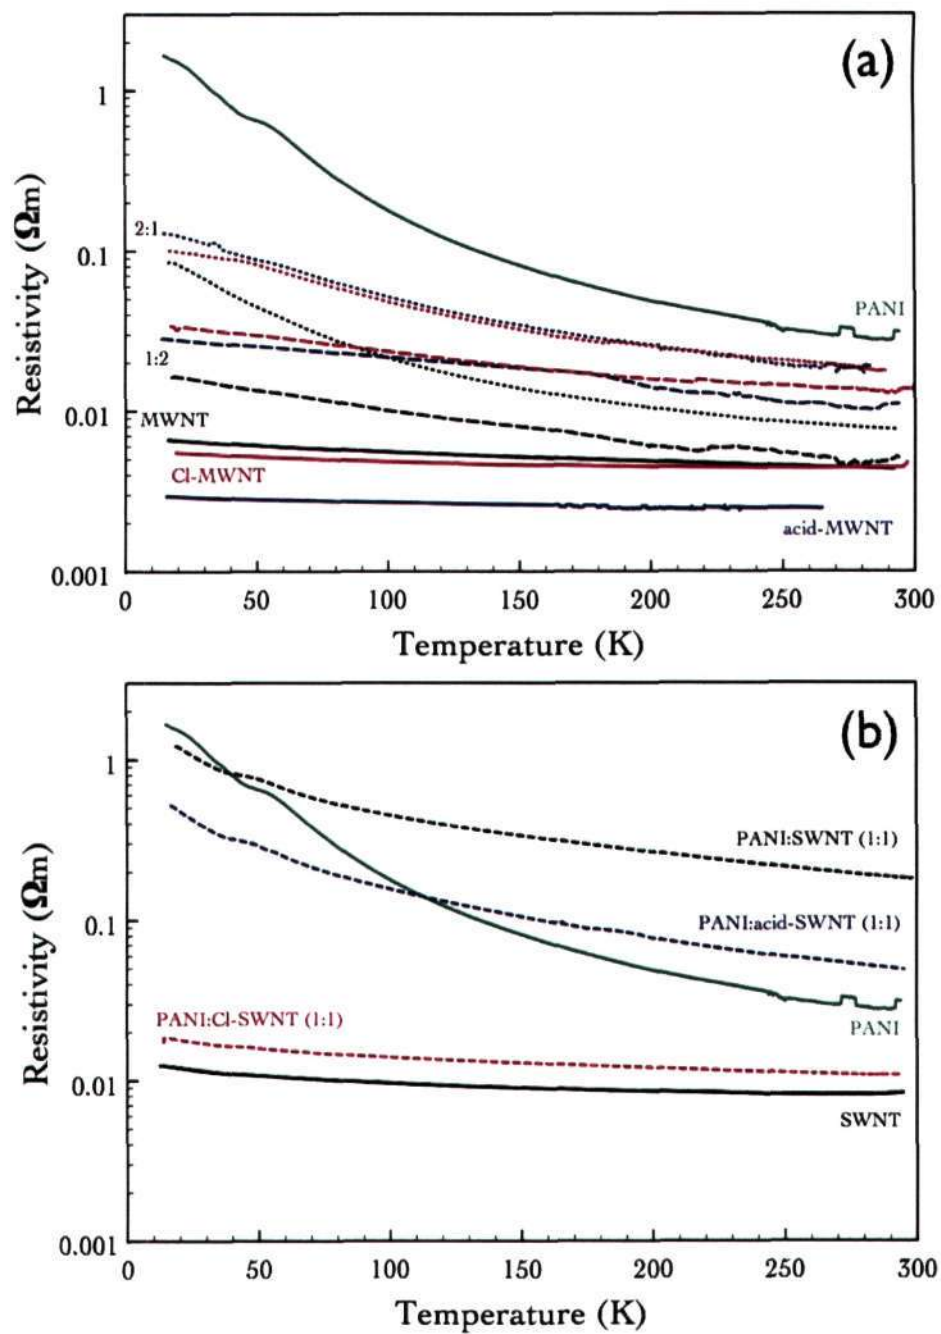 (a)
1
0.1
0.01
0.001
Resistivity (Ωm)
2:1
PANI
1:2
MWNT
Cl-MWNT
acid-MWNT
0 50 100 150 200 250 300
Temperature (K)
(b)
1
0.1
0.01
0.001
Resistivity (Ωm)
PANI:SWNT (1:1)
PANI:acid-SWNT (1:1)
PANI:Cl-SWNT (1:1)
PANI
SWNT
0 50 100 150 200 250 300
Temperature (K)